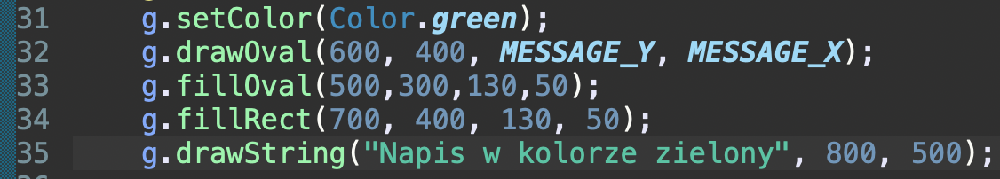 31 g.setColor(Color.green);
32 g.drawOval(600, 400, MESSAGE_Y, MESSAGE_X);
33 g.fillOval(500,300,130,50);
34 g.fillRect(700, 400, 130, 50);
35 g.drawString("Napis w kolorze zielony", 800, 500);